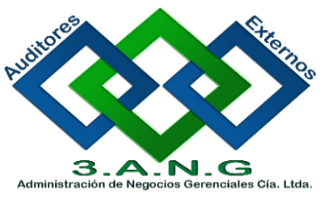 Auditores
Externos
3.A.N.G
Administración de Negocios Gerenciales Cía. Ltda.